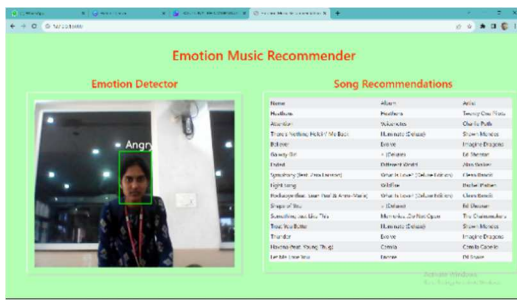 Emotion Music Recommender
Emotion Detector
Song Recommendations
Angry
Name Album Artist
Heathens Heathens Twenty One Pilots
Attention Voicenotes Charlie Puth
There's Nothing Holdin' Me Back Illuminate (Deluxe) Shawn Mendes
Believer Evolve Imagine Dragons
Galway Girl ÷ (Deluxe) Ed Sheeran
Faded Different World Alan Walker
Symphony (feat. Zara Larsson) What Is Love? (Deluxe Edition) Clean Bandit
Fight Song Wildfire Rachel Platten
Rockabye (feat. Sean Paul & Anne-Marie) What Is Love? (Deluxe Edition) Clean Bandit
Shape of You ÷ (Deluxe) Ed Sheeran
Something Just Like This Memories...Do Not Open The Chainsmokers
Treat You Better Illuminate (Deluxe) Shawn Mendes
Thunder Evolve Imagine Dragons
Havana (feat. Young Thug) Camila Camila Cabello
Let Me Love You Encore DJ Snake
Activate Windows